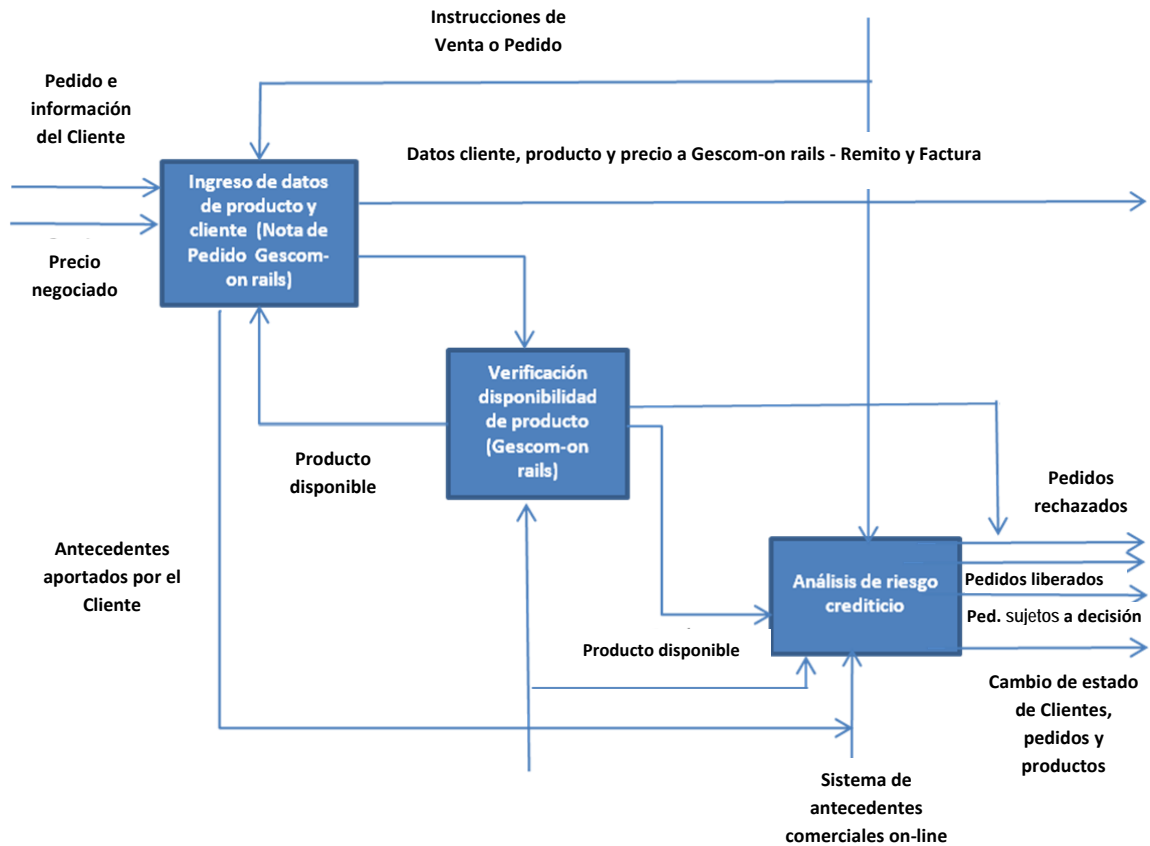 Instrucciones de
Venta o Pedido
Pedido e
información
del Cliente
Datos cliente, producto y precio a Gescom-on rails - Remito y Factura
Ingreso de datos
de producto y
cliente (Nota de
Pedido Gescom-
on rails)
Precio
negociado
Verificación
disponibilidad
de producto
(Gescom-on
rails)
Producto
disponible
Pedidos
rechazados
Antecedentes
aportados por el
Cliente
Análisis de riesgo
crediticio
Pedidos liberados
Ped. sujetos a decisión
Producto disponible
Cambio de estado
de Clientes,
pedidos y
productos
Sistema de
antecedentes
comerciales on-line